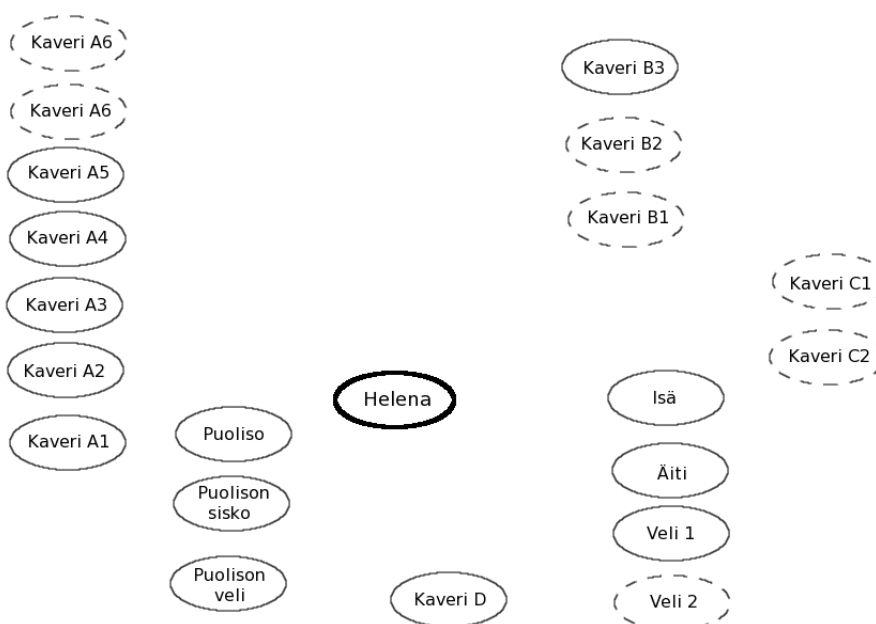 Kaveri A6
Kaveri A6
Kaveri A5
Kaveri A4
Kaveri A3
Kaveri A2
Kaveri A1
Puoliso
Puolison
sisko
Puolison
veli
Helena
Kaveri D
Kaveri B3
Kaveri B2
Kaveri B1
Isä
Äiti
Veli 1
Veli 2
Kaveri C1
Kaveri C2